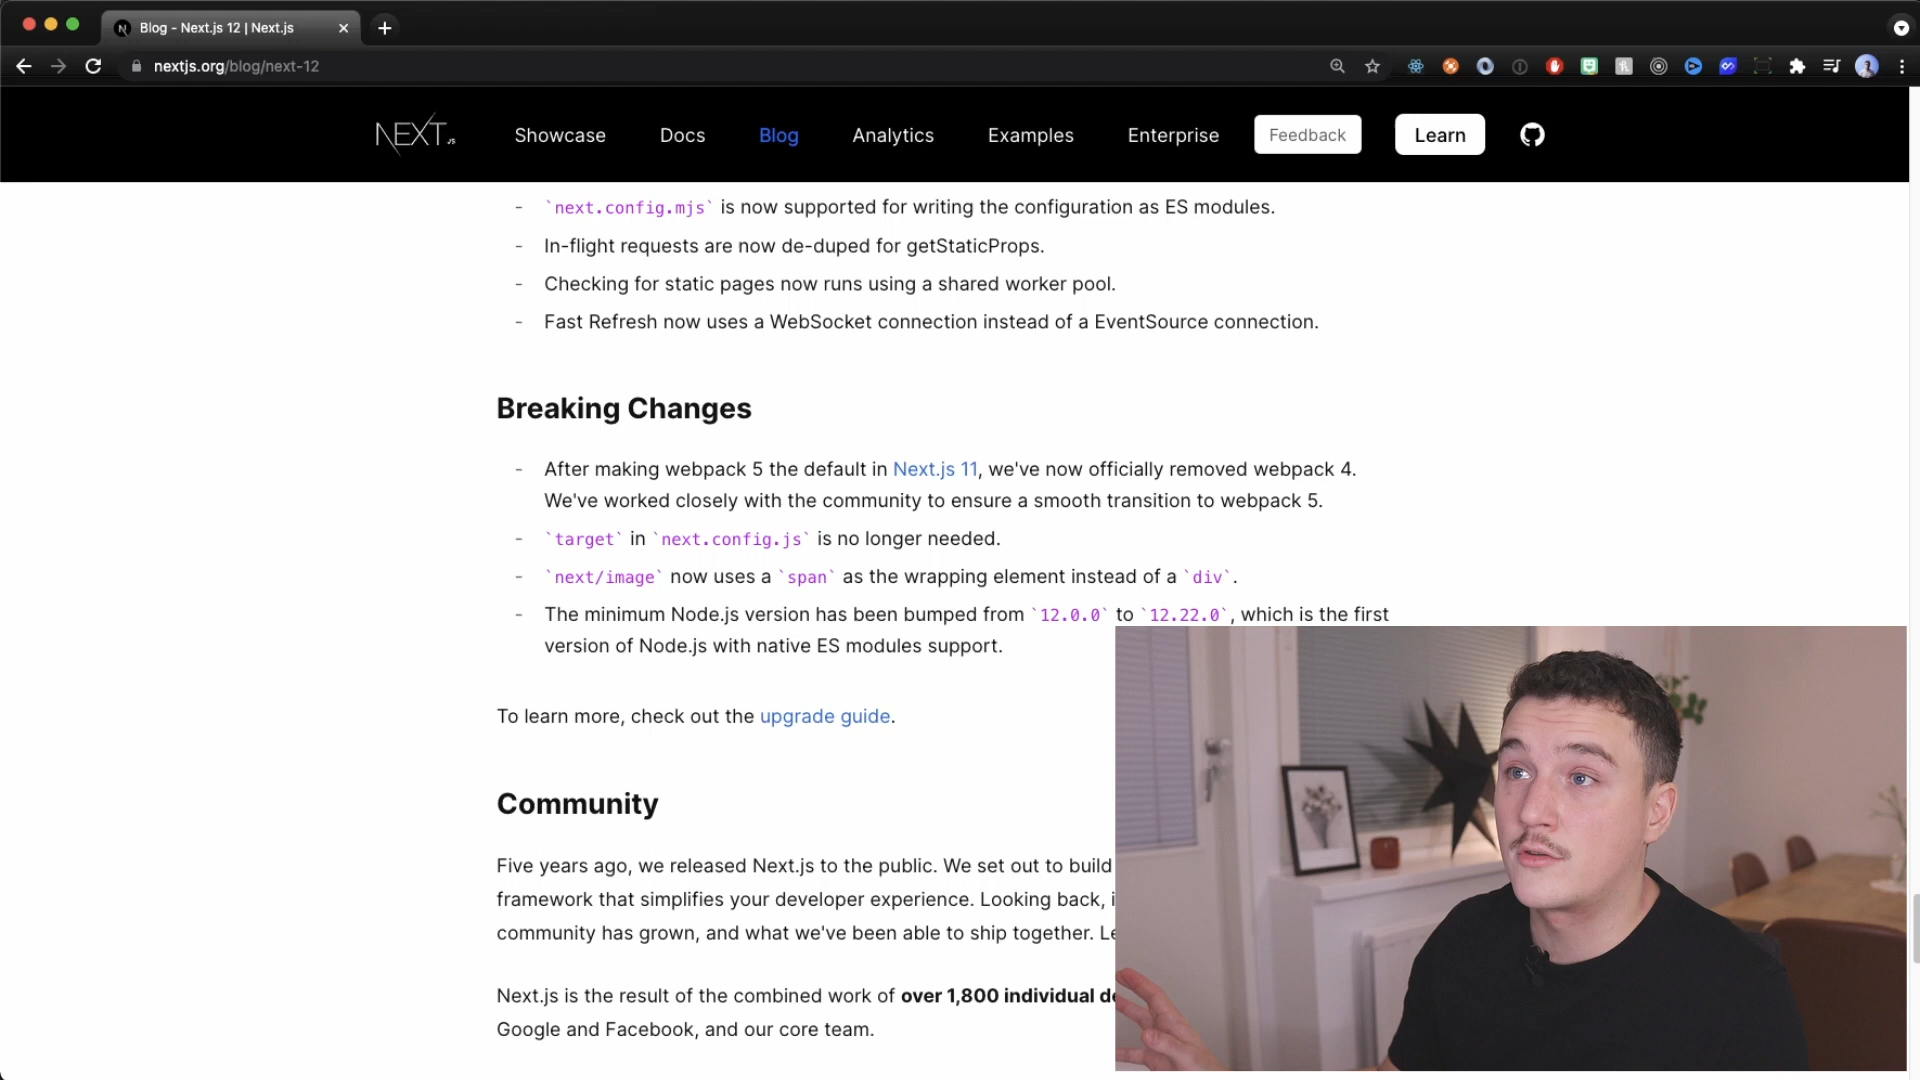 Blog - Next.js 12 | Next.js
nextjs.org/blog/next-12
NEXT.JS
Showcase
Docs
Blog
Analytics
Examples
Enterprise
Feedback
Learn
- `next.config.mjs` is now supported for writing the configuration as ES modules.
- In-flight requests are now de-duped for getStaticProps.
- Checking for static pages now runs using a shared worker pool.
- Fast Refresh now uses a WebSocket connection instead of a EventSource connection.
Breaking Changes
- After making webpack 5 the default in Next.js 11, we've now officially removed webpack 4.
We've worked closely with the community to ensure a smooth transition to webpack 5.
- `target` in `next.config.js` is no longer needed.
- `next/image` now uses a `span` as the wrapping element instead of a `div`.
- The minimum Node.js version has been bumped from `12.0.0` to `12.22.0`, which is the first
version of Node.js with native ES modules support.
To learn more, check out the upgrade guide.
Community
Five years ago, we released Next.js to the public. We set out to build
framework that simplifies your developer experience. Looking back, i
community has grown, and what we've been able to ship together. Le
Next.js is the result of the combined work of over 1,800 individual de
Google and Facebook, and our core team.